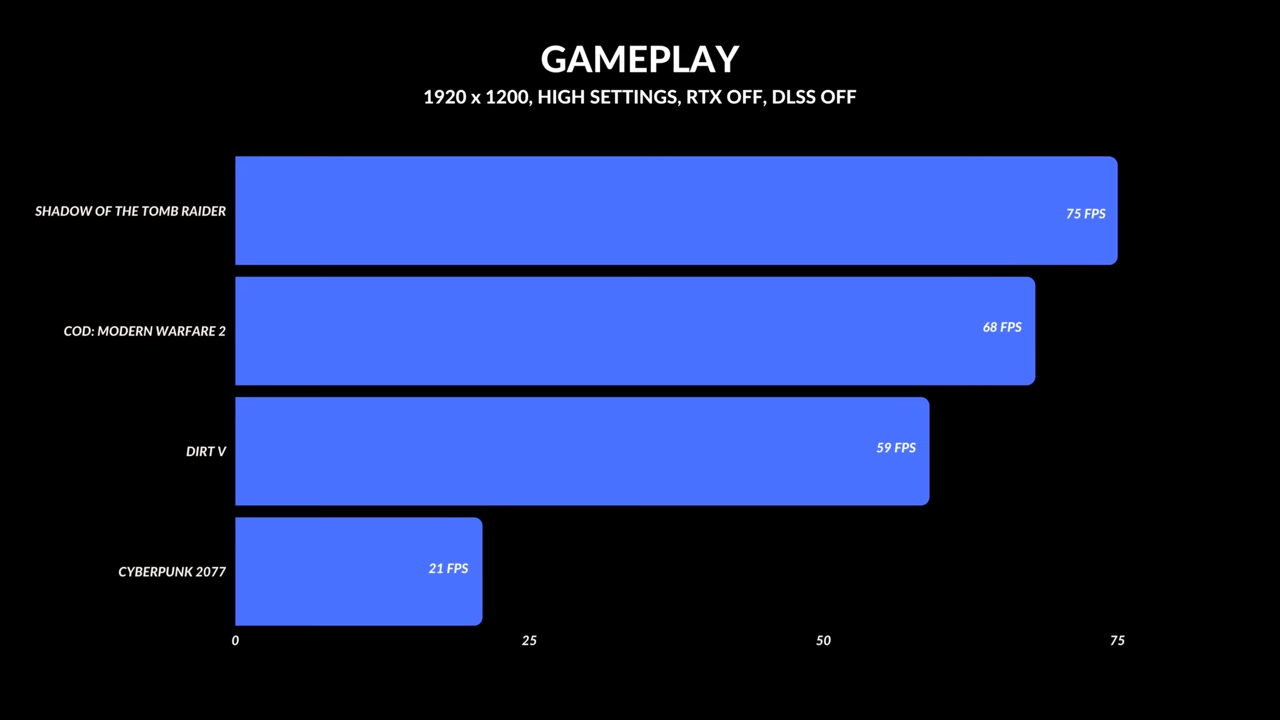 GAMEPLAY
1920 x 1200, HIGH SETTINGS, RTX OFF, DLSS OFF
SHADOW OF THE TOMB RAIDER
75 FPS
COD: MODERN WARFARE 2
68 FPS
DIRT V
59 FPS
CYBERPUNK 2077
21 FPS
0 25 50 75